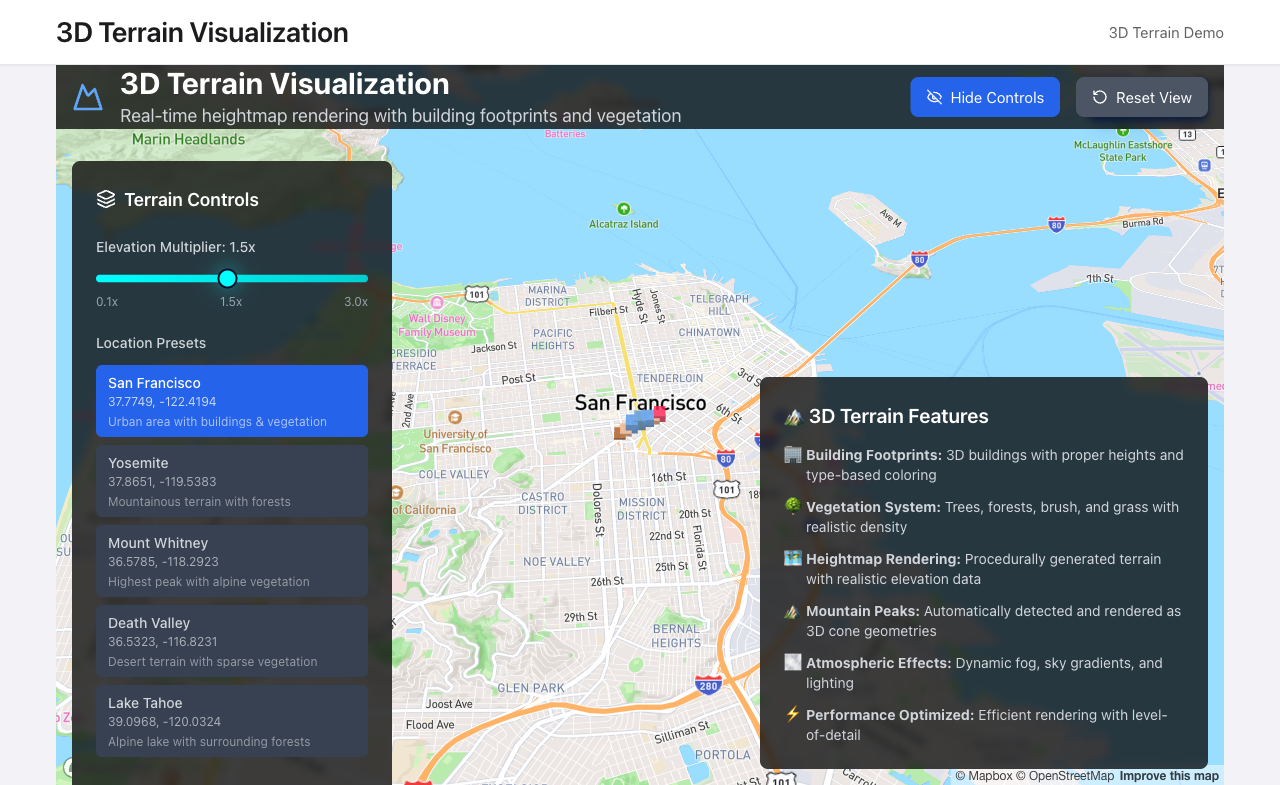 3D Terrain Visualization
3D Terrain Demo
3D Terrain Visualization
Real-time heightmap rendering with building footprints and vegetation
Hide Controls
Reset View
Marin Headlands
Batteries
McLaughlin Eastshore
State Park
13
Terrain Controls
Elevation Multiplier: 1.5x
0.1x
1.5x
3.0x
Location Presets
San Francisco
37.7749, -122.4194
Urban area with buildings & vegetation
Yosemite
37.8651, -119.5383
Mountainous terrain with forests
Mount Whitney
36.5785, -118.2923
Highest peak with alpine vegetation
Death Valley
36.5323, -116.8231
Desert terrain with sparse vegetation
Lake Tahoe
39.0968, -120.0324
Alpine lake with surrounding forests
Alcatraz Island
Ave M
80
Burma Rd
80
7th St
101
MARINA
DISTRICT
Hyde St
Jones St
TELEGRAPH
HILL
Filbert St
Walt Disney
Family Museum
PACIFIC
HEIGHTS
CHINATOWN
Jackson St
PRESIDIO
TERRACE
Post St
TENDERLOIN
3rd St
2nd Ave
San Francisco
6th St
University of
San Francisco
80
COLE VALLEY
16th St
101
of California
CASTRO
DISTRICT
Dolores St
MISSION
DISTRICT
20th St
22nd St
Florida St
NOE VALLEY
25th St
26th St
29th St
BERNAL
HEIGHTS
280
GLEN PARK
Joost Ave
Flood Ave
Silliman St
PORTOLA
101
3D Terrain Features
Building Footprints: 3D buildings with proper heights and
type-based coloring
Vegetation System: Trees, forests, brush, and grass with
realistic density
Heightmap Rendering: Procedurally generated terrain
with realistic elevation data
Mountain Peaks: Automatically detected and rendered as
3D cone geometries
Atmospheric Effects: Dynamic fog, sky gradients, and
lighting
Performance Optimized: Efficient rendering with level-
of-detail
© Mapbox © OpenStreetMap Improve this map